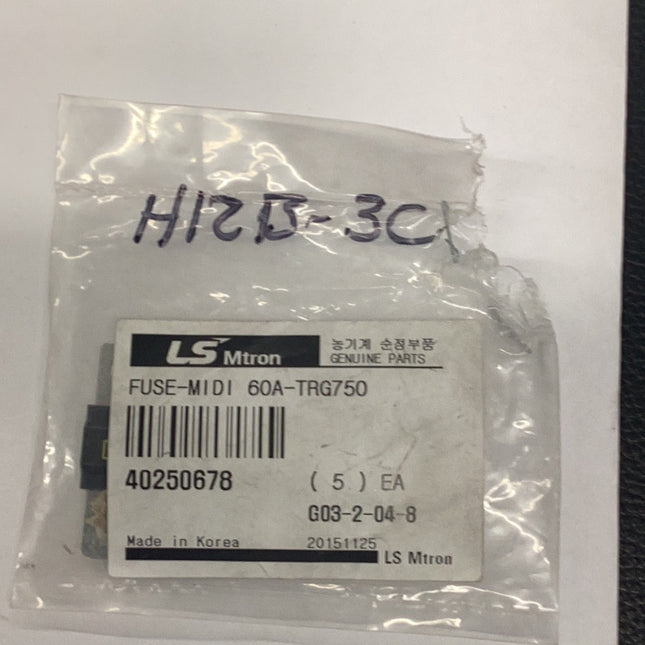 H12B-3C1
LS Mtron
농기계 순정부품
GENUINE PARTS
FUSE-MIDI 60A-TRG750
40250678 ( 5 ) EA
G03-2-04-8
Made in Korea 20151125
LS Mtron